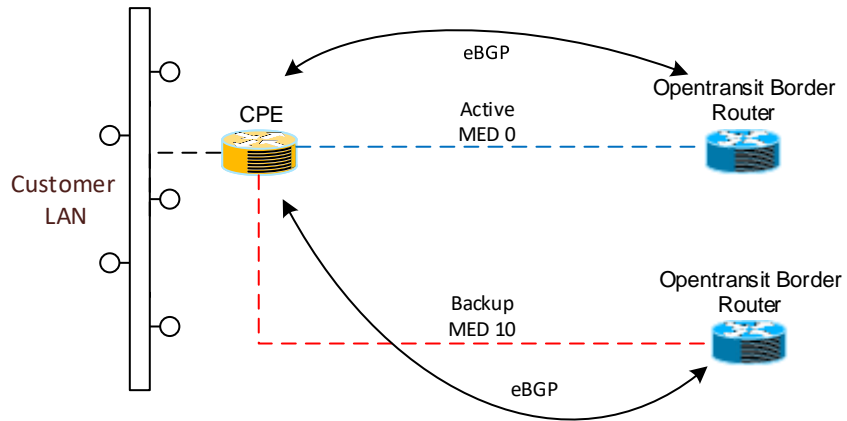 eBGP
Opentransit Border
Router
CPE
Active
MED 0
Customer
LAN
Opentransit Border
Router
Backup
MED 10
eBGP